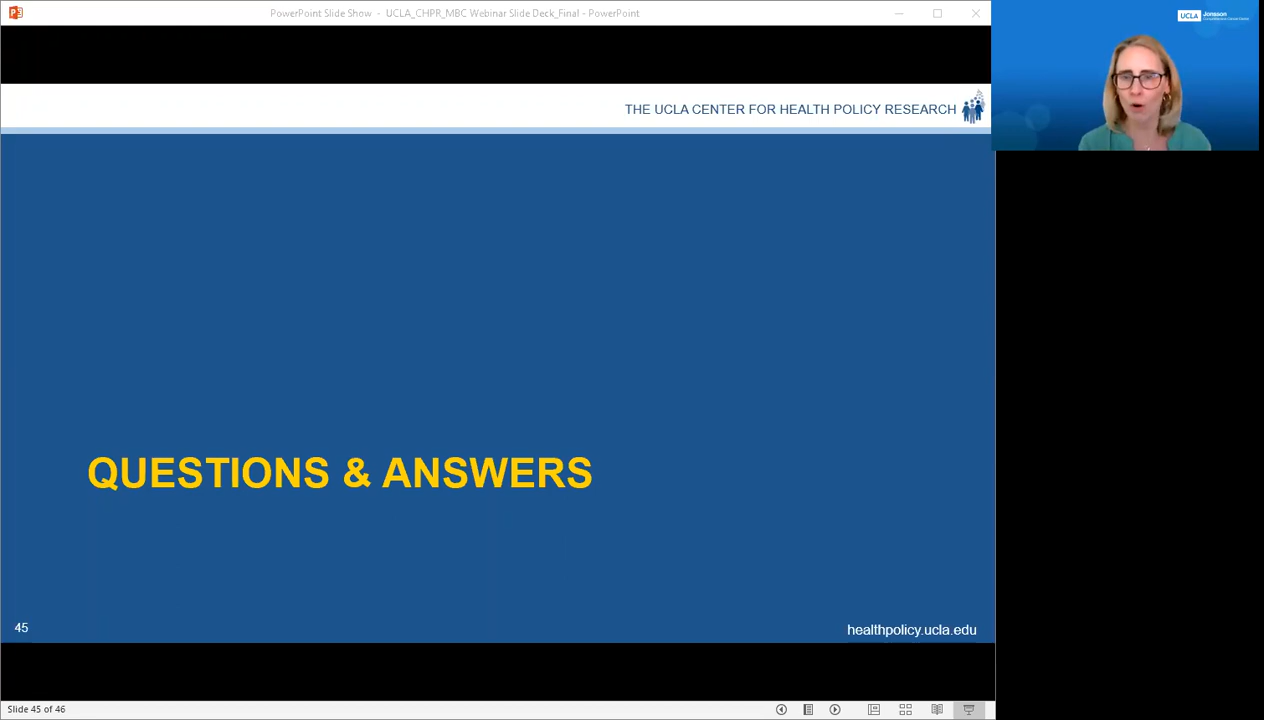 PowerPoint Slide Show - UCLA_CHPR_MBC Webinar Slide Deck_Final - PowerPoint
UCLA Jonsson
THE UCLA CENTER FOR HEALTH POLICY RESEARCH
QUESTIONS & ANSWERS
45
healthpolicy.ucla.edu
Slide 45 of 46